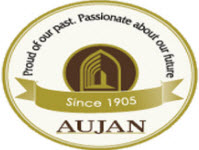 Proud of our past. Passionate about our future
Since 1905
AUJAN